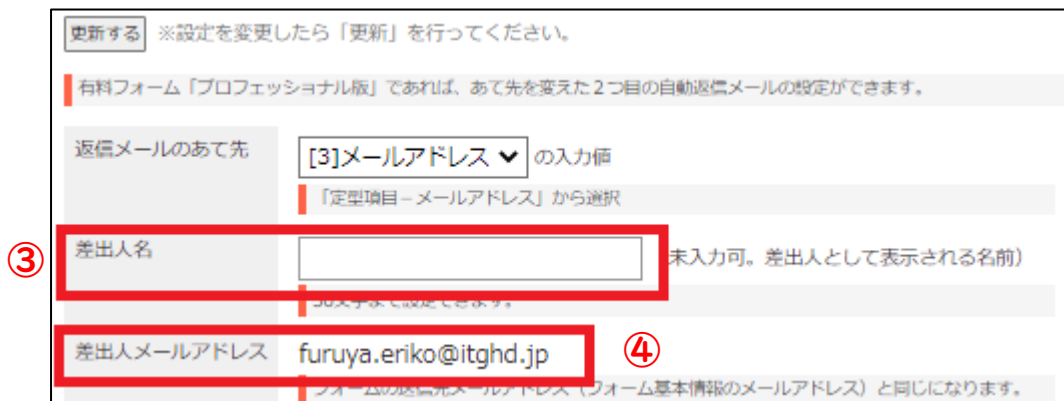 更新する ※設定を変更したら「更新」を行ってください。
有料フォーム「プロフェッショナル版」であれば、あて先を変えた２つ目の自動返信メールの設定ができます。
返信メールのあて先 [3]メールアドレス の入力値
「定型項目－メールアドレス」から選択
③ 差出人名 未入力可。差出人として表示される名前）
50文字まで設定できます。
差出人メールアドレス furuya.eriko@itghd.jp ④
フォームの送信先メールアドレス（フォーム基本情報のメールアドレス）と同じになります。